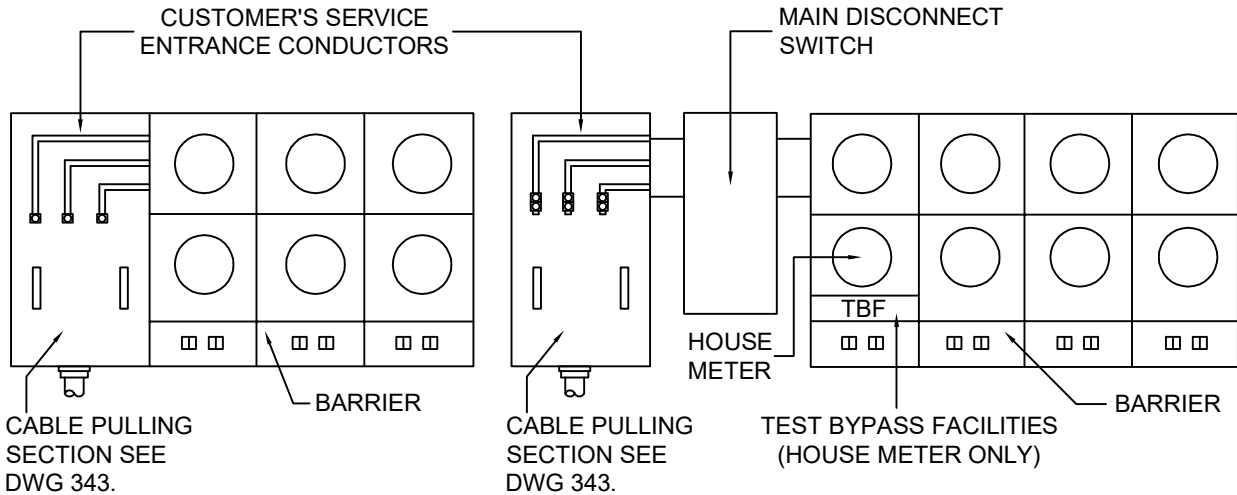 CUSTOMER'S SERVICE
ENTRANCE CONDUCTORS
MAIN DISCONNECT
SWITCH
TBF
HOUSE
METER
BARRIER
BARRIER
CABLE PULLING
SECTION SEE
DWG 343.
CABLE PULLING
SECTION SEE
DWG 343.
TEST BYPASS FACILITIES
(HOUSE METER ONLY)